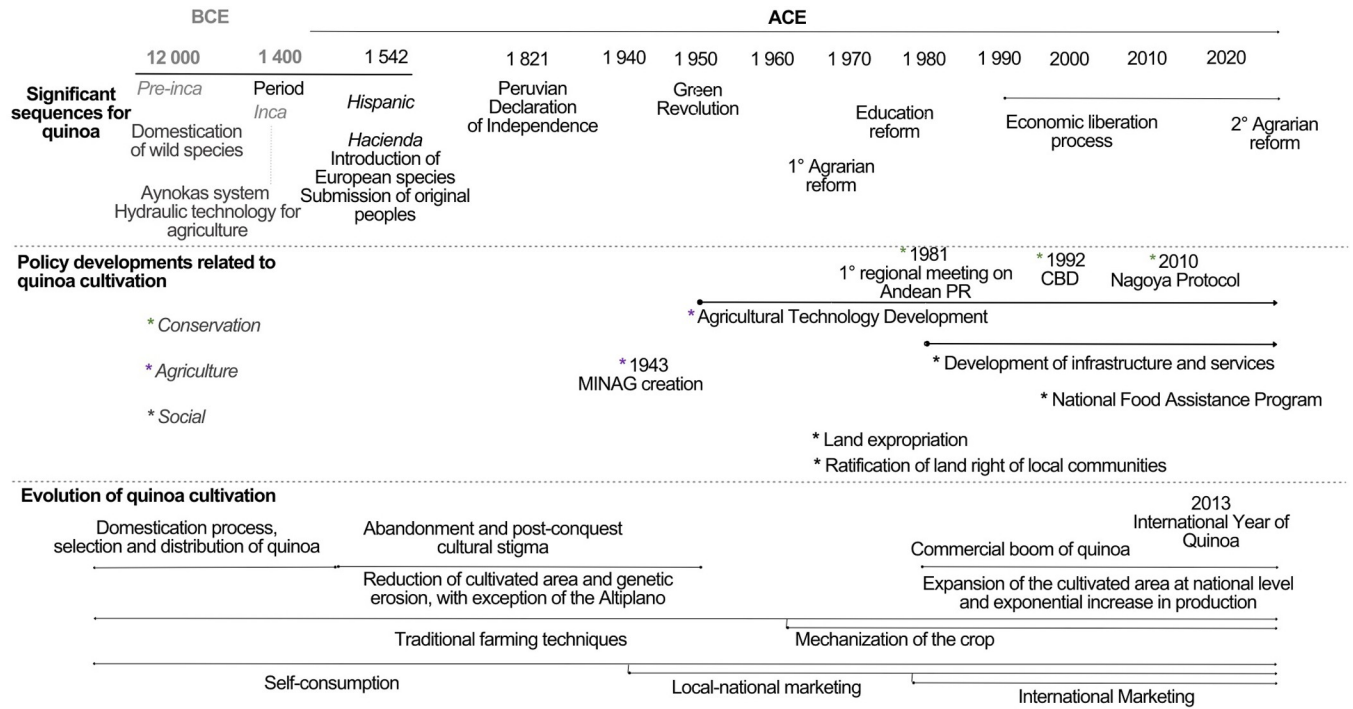 BCE
ACE
12 000
1 400
1 542
1 821
1 940
1 950
1 960
1 970
1 980
1 990
2000
2010
2020
Significant
sequences for
quinoa
Pre-inca
Domestication
of wild species
Period
Inca
Aynokas system
Hydraulic technology for
agriculture
Hispanic
Hacienda
Introduction of
European species
Submission of original
peoples
Peruvian
Declaration
of Independence
Green
Revolution
1° Agrarian
reform
Education
reform
Economic liberation
process
2° Agrarian
reform
Policy developments related to
quinoa cultivation
* Conservation
* Agriculture
* Social
* 1981
1° regional meeting on
Andean PR
* 1992
CBD
* 2010
Nagoya Protocol
* Agricultural Technology Development
* Development of infrastructure and services
* 1943
MINAG creation
* National Food Assistance Program
* Land expropriation
* Ratification of land right of local communities
Evolution of quinoa cultivation
Domestication process,
selection and distribution of quinoa
Abandonment and post-conquest
cultural stigma
Reduction of cultivated area and genetic
erosion, with exception of the Altiplano
Commercial boom of quinoa
2013
International Year of
Quinoa
Expansion of the cultivated area at national level
and exponential increase in production
Traditional farming techniques
Mechanization of the crop
Self-consumption
Local-national marketing
International Marketing